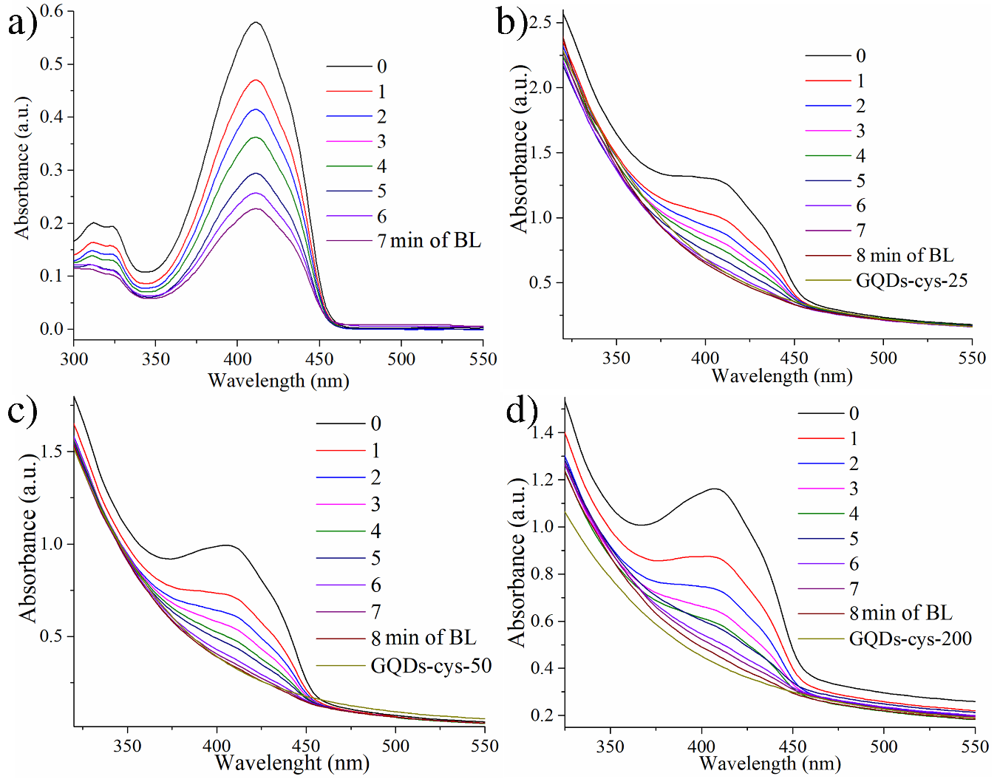 a)
0.6
0.5
0.4
0.3
0.2
0.1
0.0
Absorbance (a.u.)
0
1
2
3
4
5
6
7 min of BL
300 350 400 450 500 550
Wavelength (nm)
b)
2.5
2.0
1.5
1.0
0.5
Absorbance (a.u.)
0
1
2
3
4
5
6
7
8 min of BL
GQDs-cys-25
350 400 450 500 550
Wavelength (nm)
c)
1.5
1.0
0.5
Absorbance (a.u.)
0
1
2
3
4
5
6
7
8 min of BL
GQDs-cys-50
350 400 450 500 550
Wavelenght (nm)
d)
1.4
1.2
1.0
0.8
0.6
0.4
0.2
Absorbance (a.u.)
0
1
2
3
4
5
6
7
8 min of BL
GQDs-cys-200
350 400 450 500 550
Wavelength (nm)